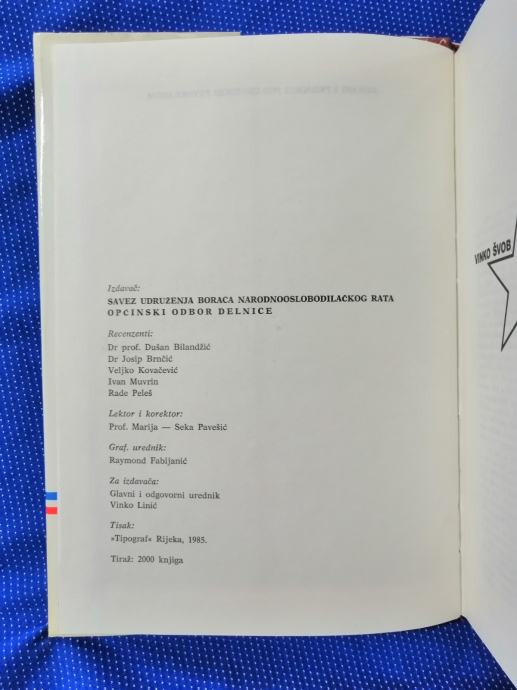 Izdavač:
SAVEZ UDRUŽENJA BORACA NARODNOOSLOBODILAČKOG RATA
OPĆINSKI ODBOR DELNICE
Recenzenti:
Dr prof. Dušan Bilandžić
Dr Josip Brnčić
Veljko Kovačević
Ivan Muvrin
Rade Peleš
Lektor i korektor:
Prof. Marija — Seka Pavešić
Graf. urednik:
Raymond Fabijanić
Za izdavača:
Glavni i odgovorni urednik
Vinko Linić
Tisak:
»Tipograf« Rijeka, 1985.
Tiraž: 2000 knjiga
VINKO ŠVOB